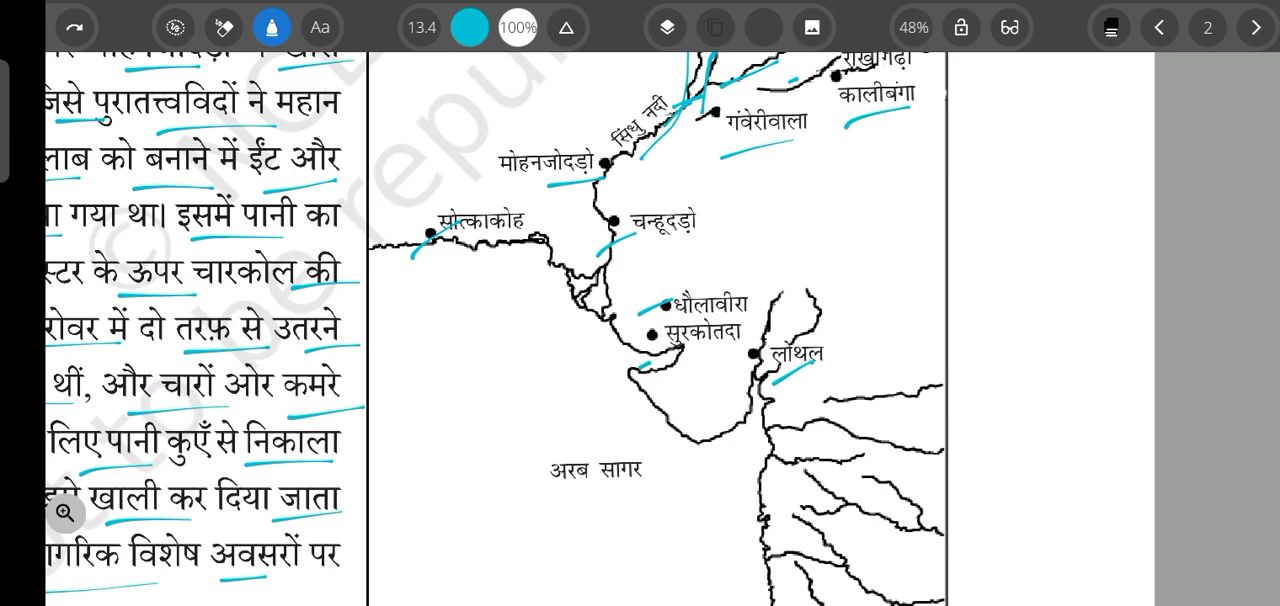 Aa
13.4
100%
48%
2
जिसे पुरातत्त्वविदों ने महान
लाब को बनाने में ईंट और
गया था। इसमें पानी का
स्टर के ऊपर चारकोल की
रोवर में दो तरफ़ से उतरने
थीं, और चारों ओर कमरे
लिए पानी कुएँ से निकाला
खाली कर दिया जाता
ागरिक विशेष अवसरों पर
राखीगढ़ी
कालीबंगा
गंवेरीवाला
सिंधु नदी
मोहनजोदड़ो
सोत्काकोह
चन्हूदड़ो
धौलावीरा
सुरकोतदा
लोथल
अरब सागर